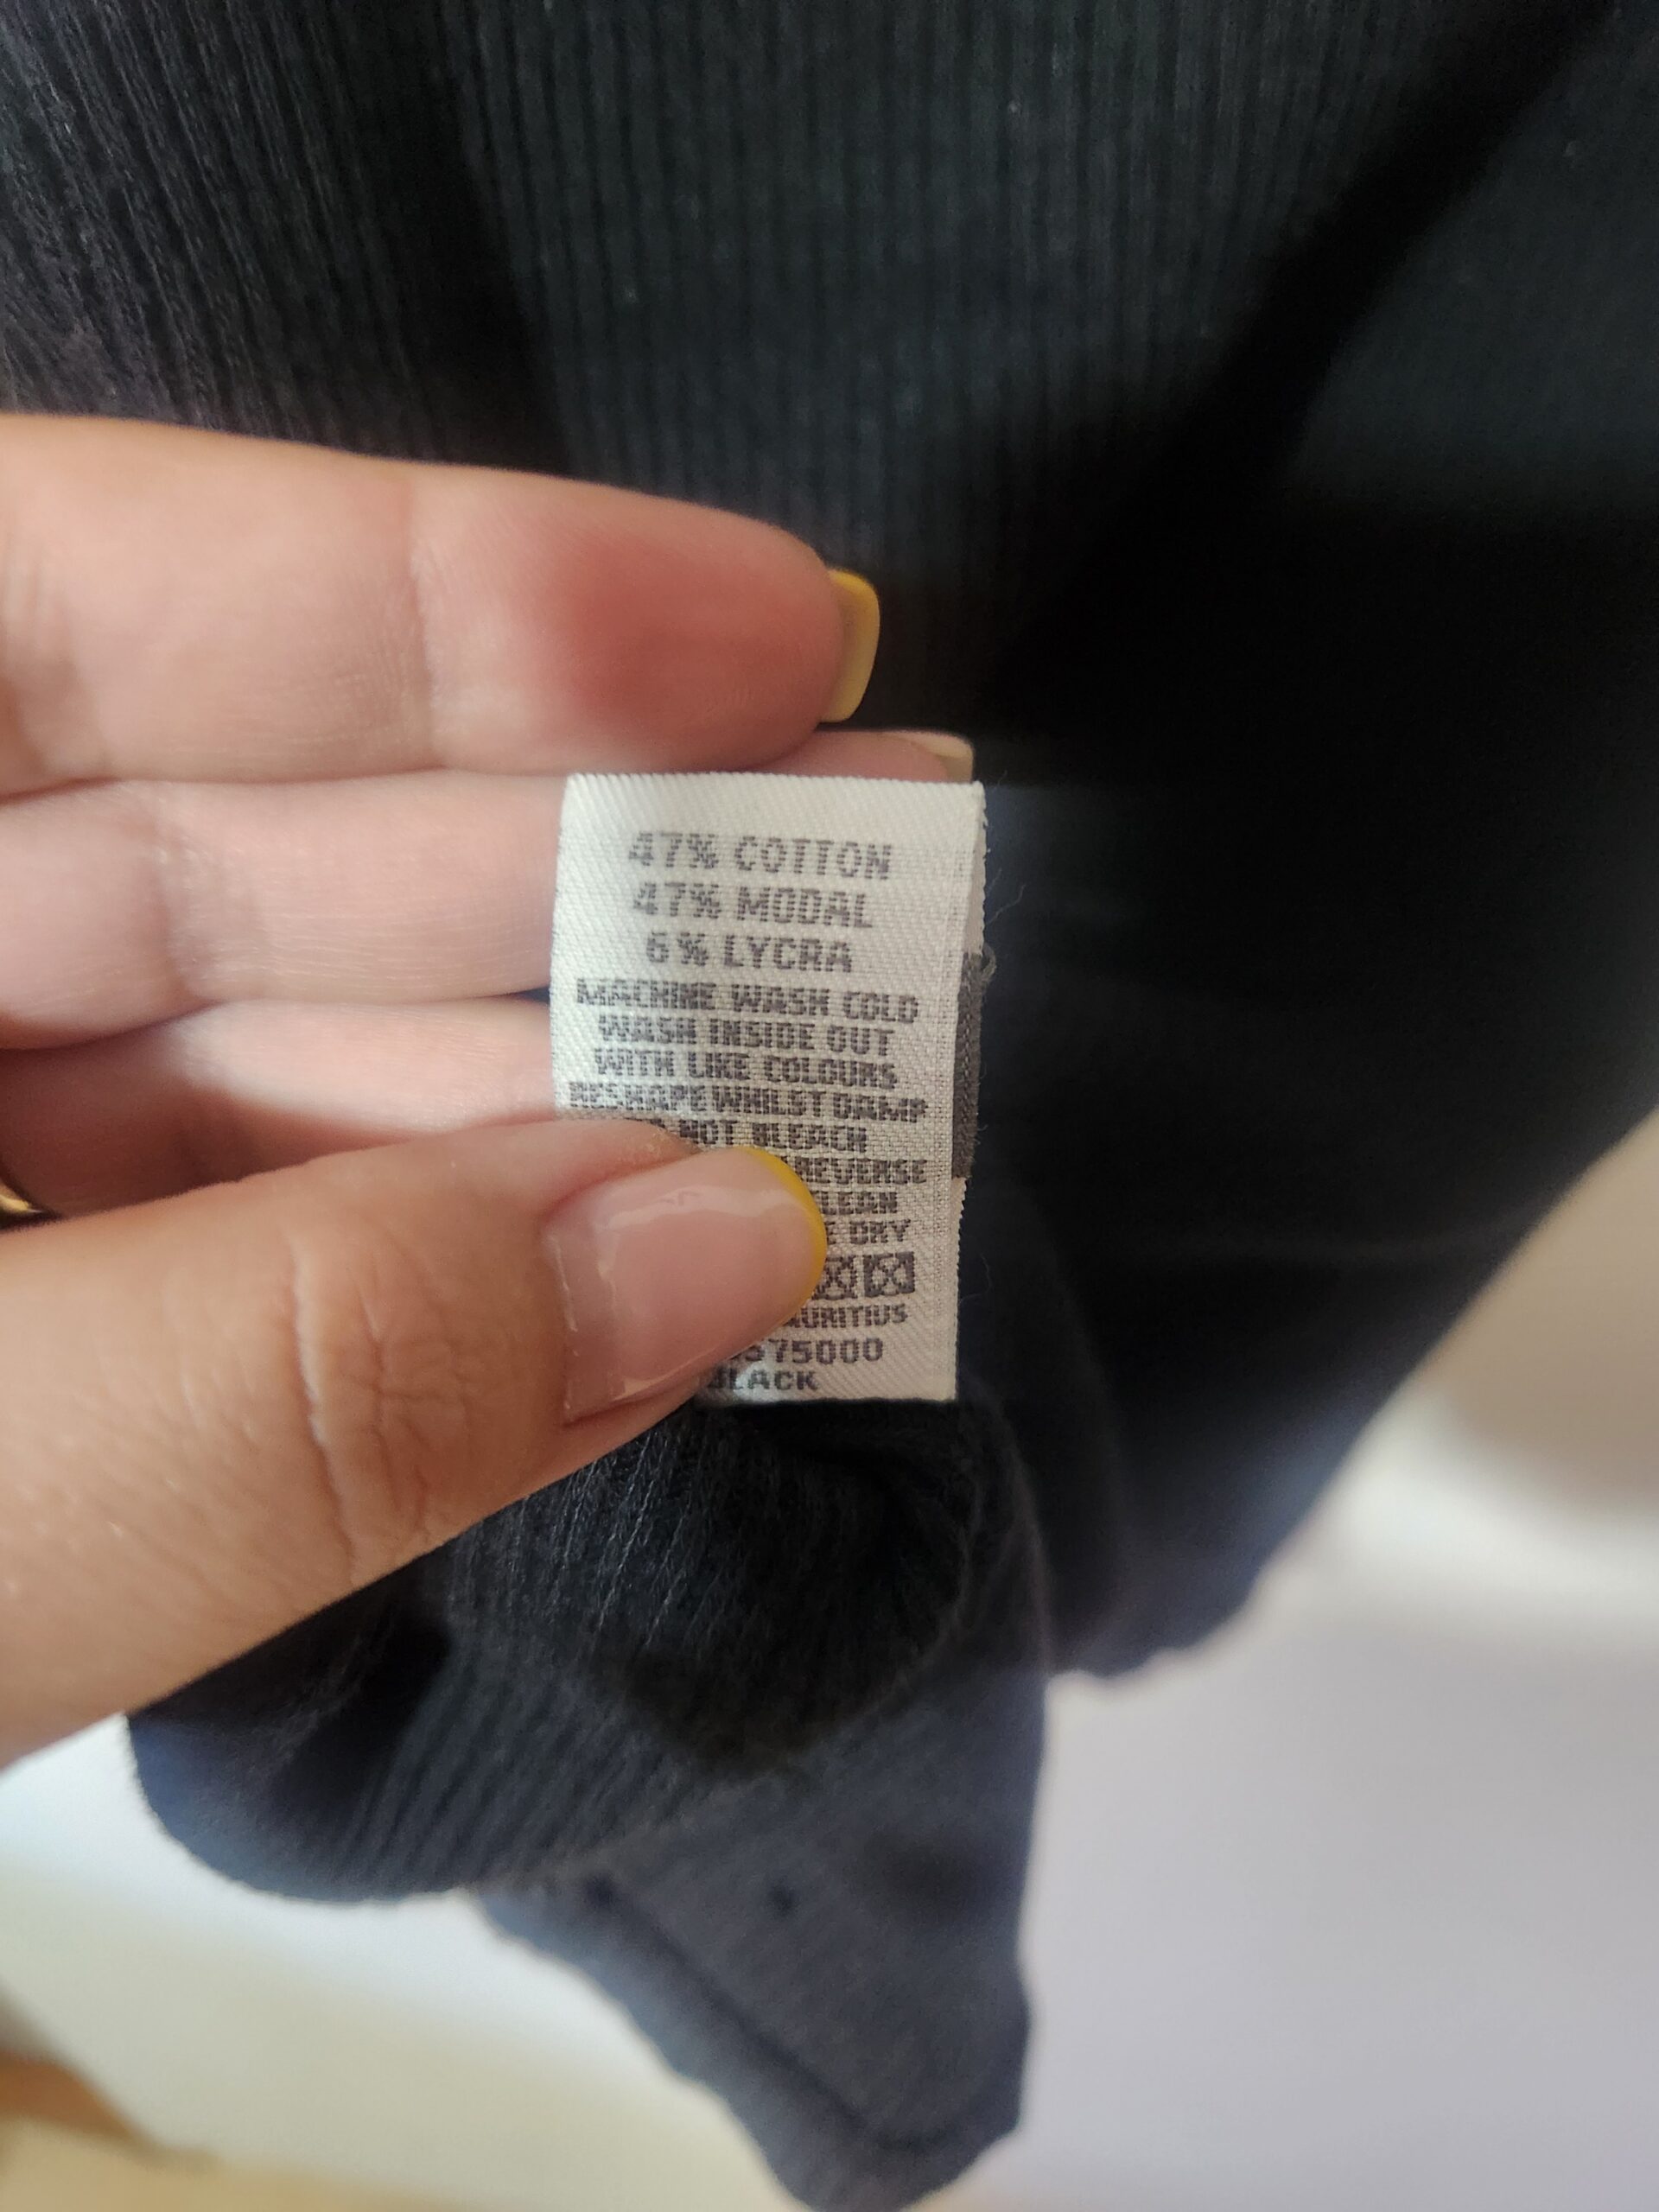 47% COTTON
47% MODAL
6% LYCRA
MACHINE WASH COLD
WASH INSIDE OUT
WITH LIKE COLOURS
RESHAPE WHILST DAMP
NOT BLEACH
REVERSE
DRY
75000
BLACK